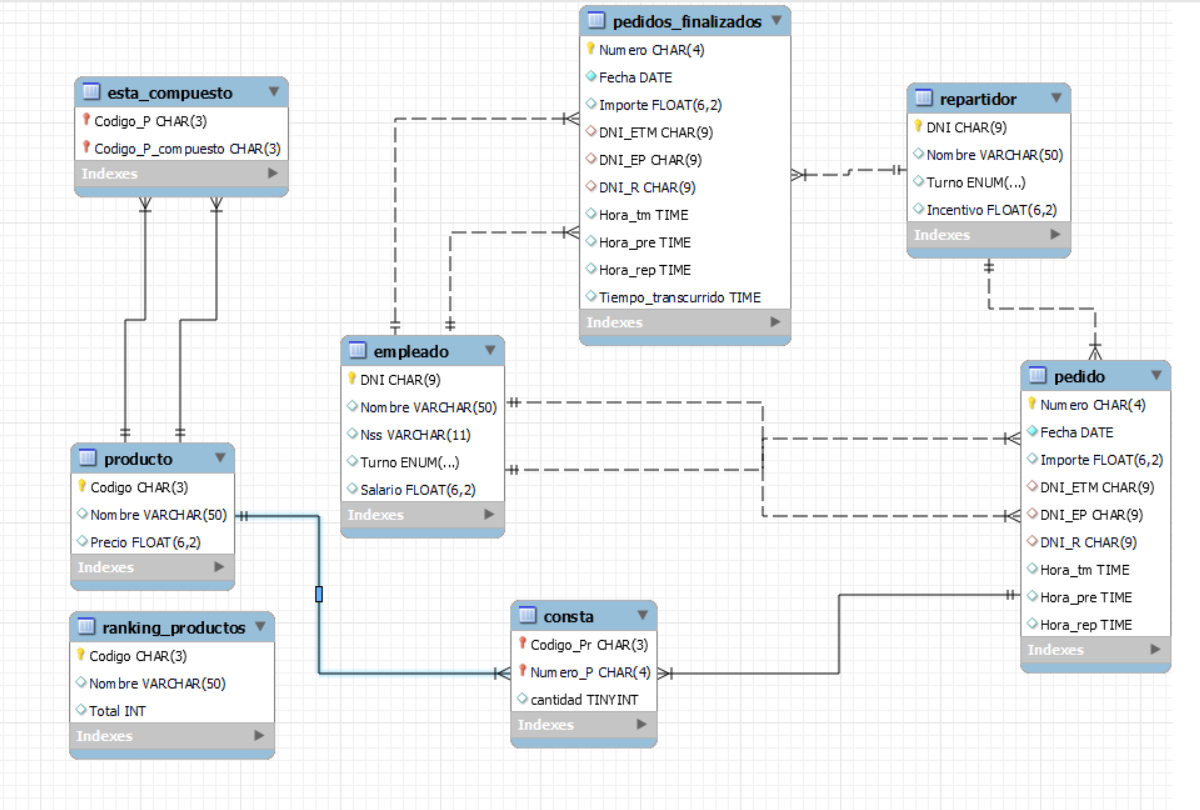 pedidos_finalizados
Numero CHAR(4)
Fecha DATE
Importe FLOAT(6,2)
DNI_ETM CHAR(9)
DNI_EP CHAR(9)
DNI_R CHAR(9)
Hora_tm TIME
Hora_pre TIME
Hora_rep TIME
Tiempo_transcurrido TIME
Indexes
esta_compuesto
Codigo_P CHAR(3)
Codigo_P_compuesto CHAR(3)
Indexes
repartidor
DNI CHAR(9)
Nombre VARCHAR(50)
Turno ENUM(...)
Incentivo FLOAT(6,2)
Indexes
empleado
DNI CHAR(9)
Nombre VARCHAR(50)
Nss VARCHAR(11)
Turno ENUM(...)
Salario FLOAT(6,2)
Indexes
pedido
Numero CHAR(4)
Fecha DATE
Importe FLOAT(6,2)
DNI_ETM CHAR(9)
DNI_EP CHAR(9)
DNI_R CHAR(9)
Hora_tm TIME
Hora_pre TIME
Hora_rep TIME
Indexes
producto
Codigo CHAR(3)
Nombre VARCHAR(50)
Precio FLOAT(6,2)
Indexes
ranking_productos
Codigo CHAR(3)
Nombre VARCHAR(50)
Total INT
Indexes
consta
Codigo_Pr CHAR(3)
Numero_P CHAR(4)
cantidad TINYINT
Indexes